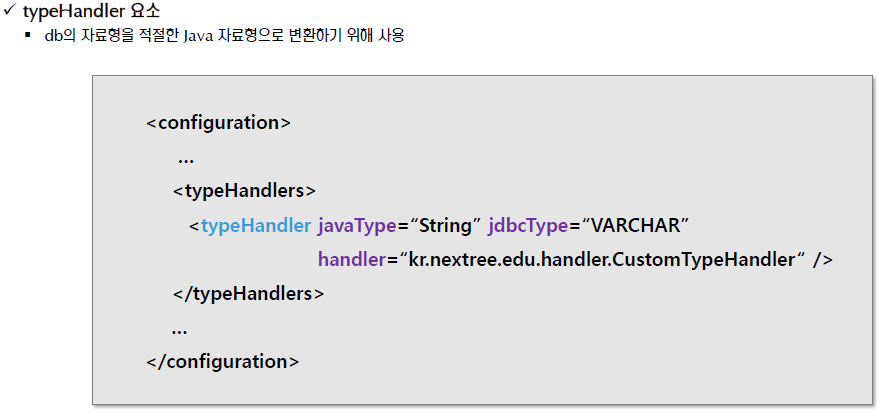 ✓ typeHandler 요소
▪ db의 자료형을 적절한 Java 자료형으로 변환하기 위해 사용
<configuration>
...
<typeHandlers>
<typeHandler javaType=“String” jdbcType=“VARCHAR”
handler=“kr.nextree.edu.handler.CustomTypeHandler“ />
</typeHandlers>
...
</configuration>